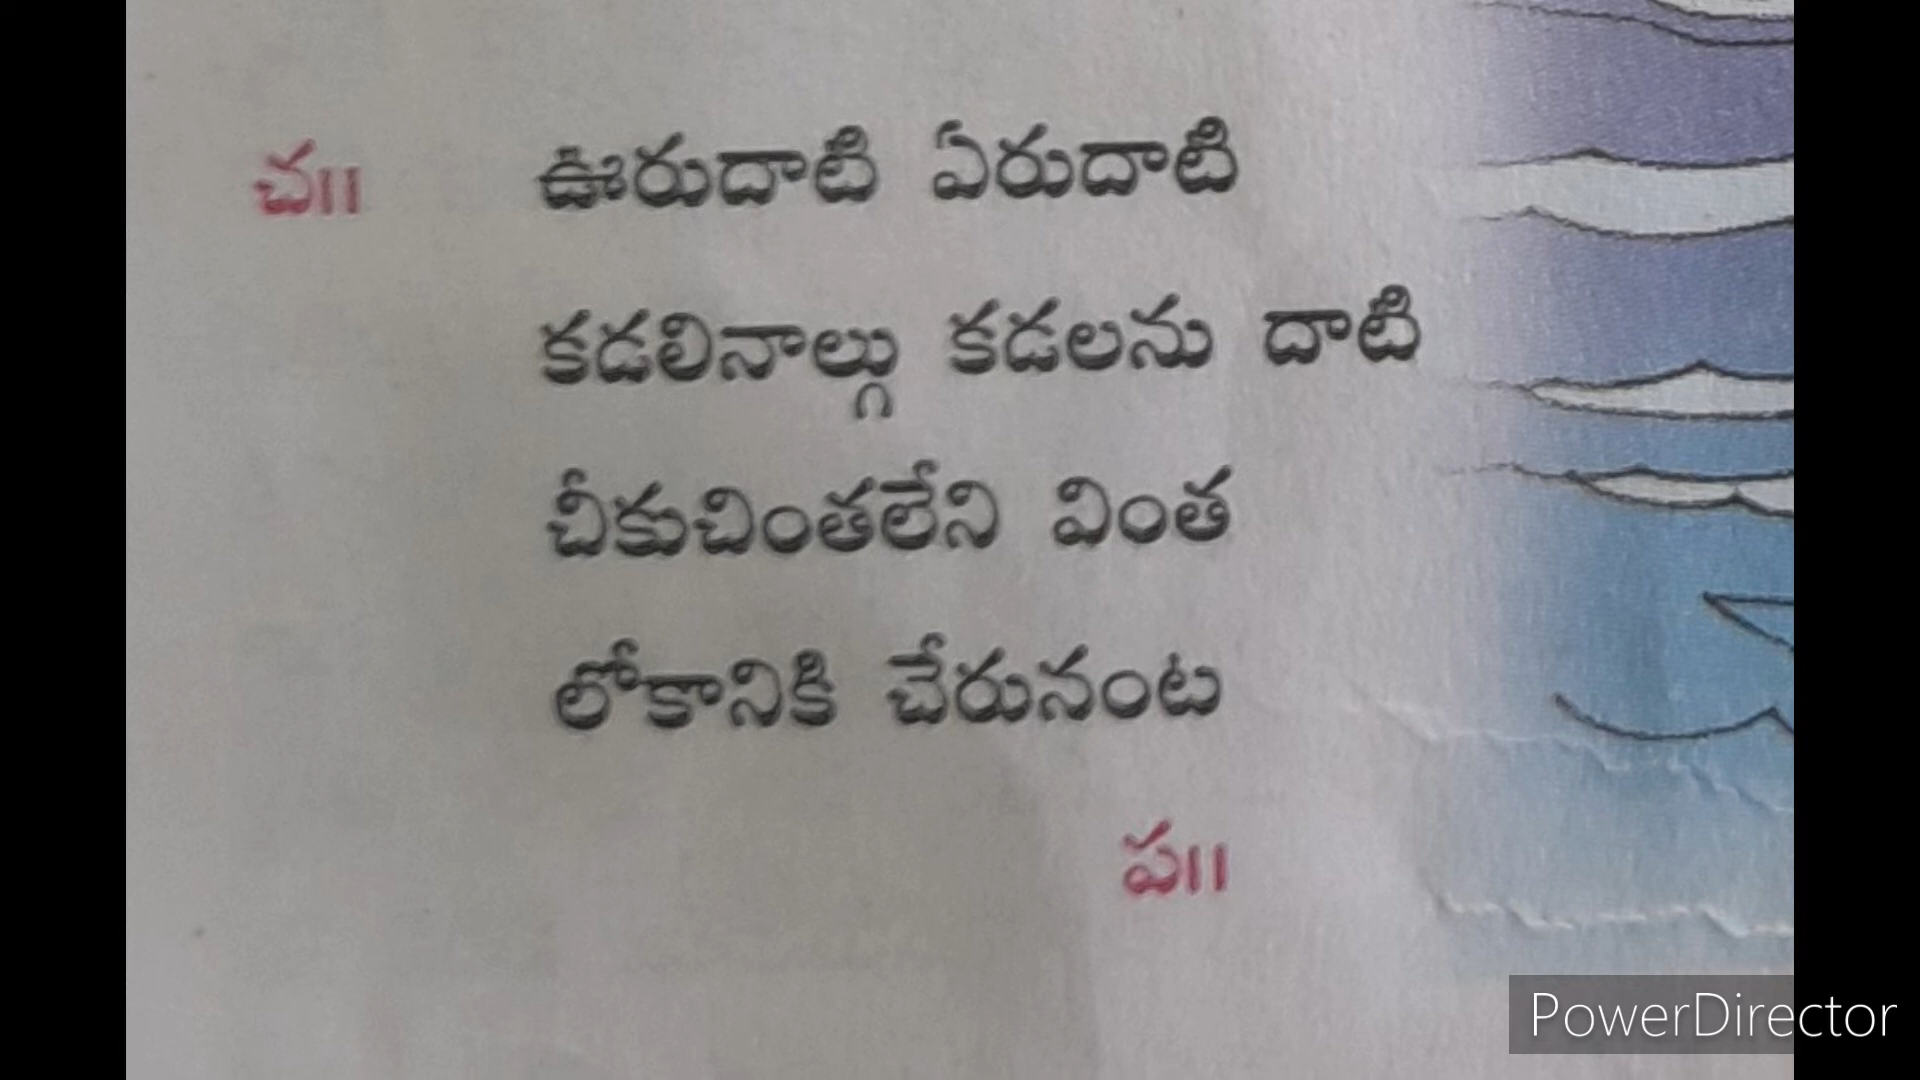 చ॥ ఊరుదాటి ఏరుదాటి
కడలినాల్గు కడలను దాటి
చీకుచింతలేని వింత
లోకానికి చేరునంట
ప॥
PowerDirector